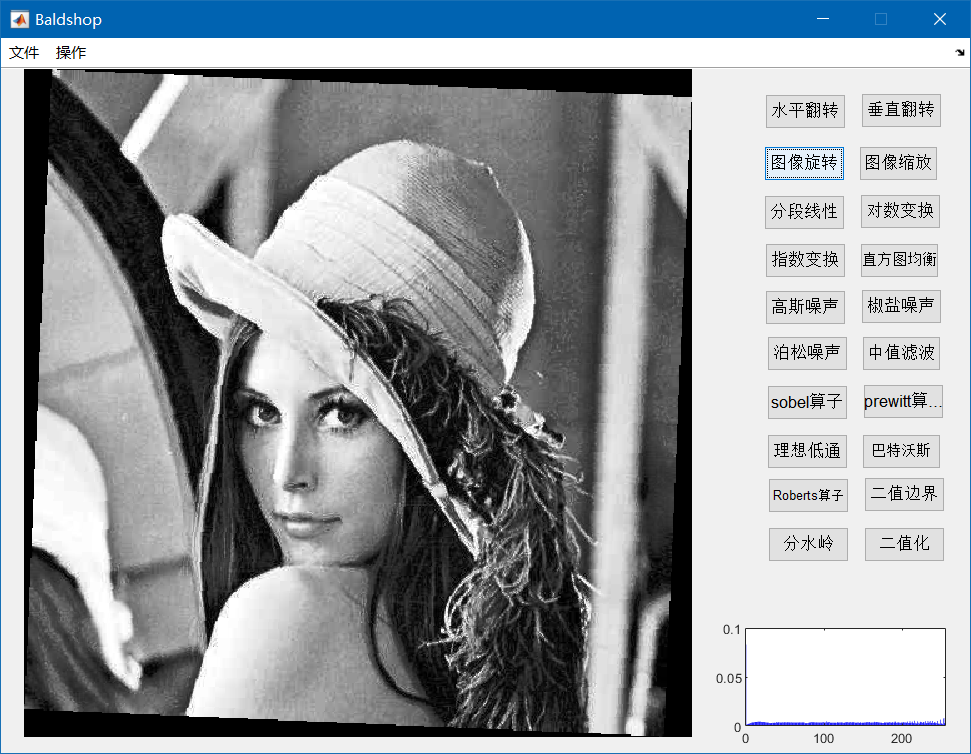 Baldshop
文件 操作
水平翻转 垂直翻转
图像旋转 图像缩放
分段线性 对数变换
指数变换 直方图均衡
高斯噪声 椒盐噪声
泊松噪声 中值滤波
sobel算子 prewitt算...
理想低通 巴特沃斯
Roberts算子 二值边界
分水岭 二值化
0.1
0.05
0
0 100 200